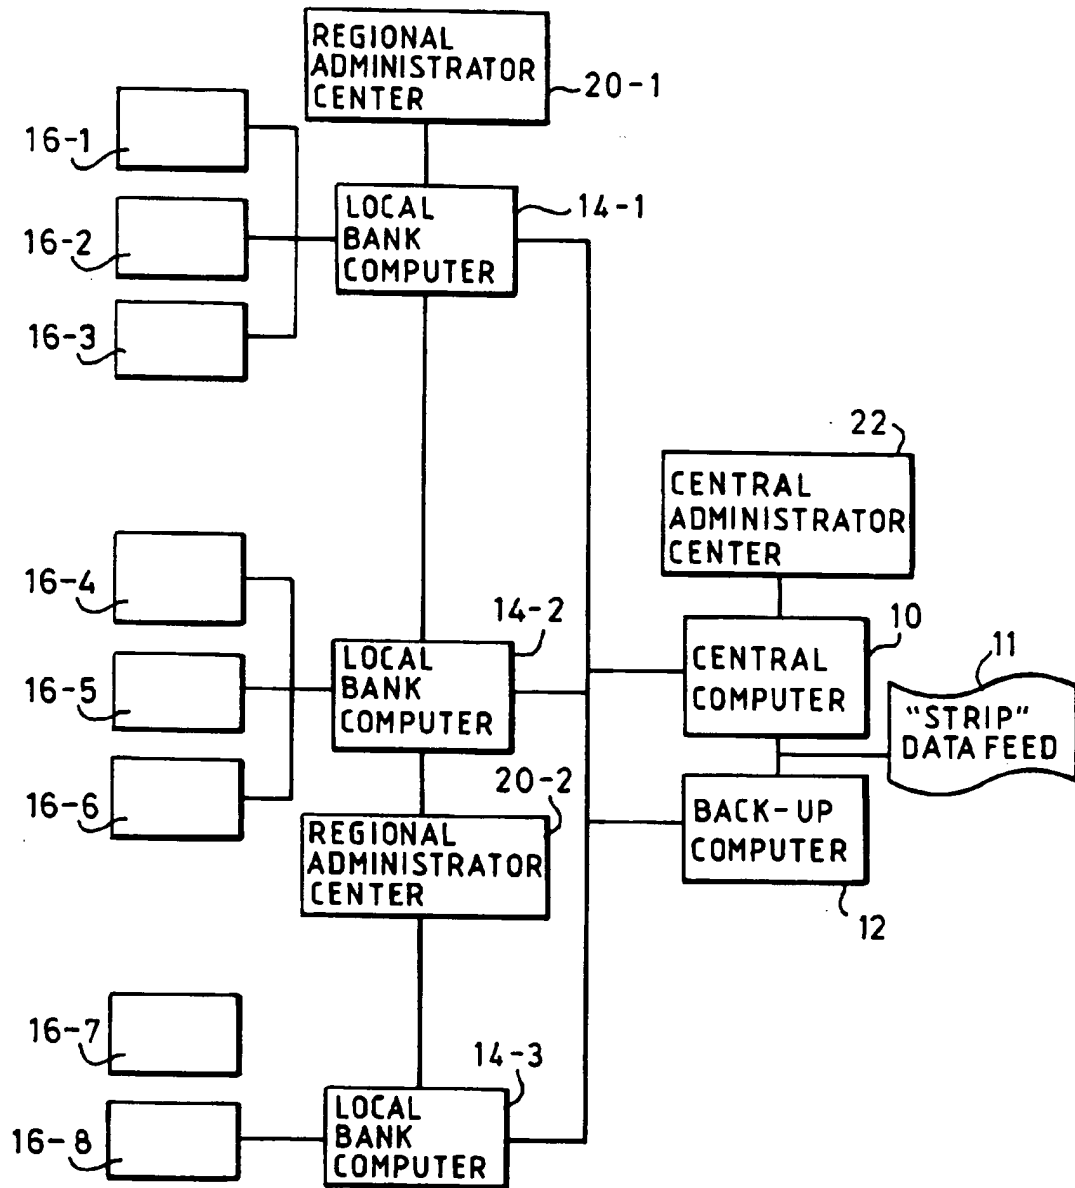 REGIONAL
ADMINISTRATOR
CENTER
20-1
16-1
LOCAL
BANK
COMPUTER
14-1
16-2
16-3
22
CENTRAL
ADMINISTRATOR
CENTER
16-4
14-2
10
LOCAL
BANK
COMPUTER
CENTRAL
COMPUTER
11
"STRIP"
DATA FEED
16-5
16-6
20-2
REGIONAL
ADMINISTRATOR
CENTER
BACK-UP
COMPUTER
12
16-7
14-3
LOCAL
BANK
COMPUTER
16-8